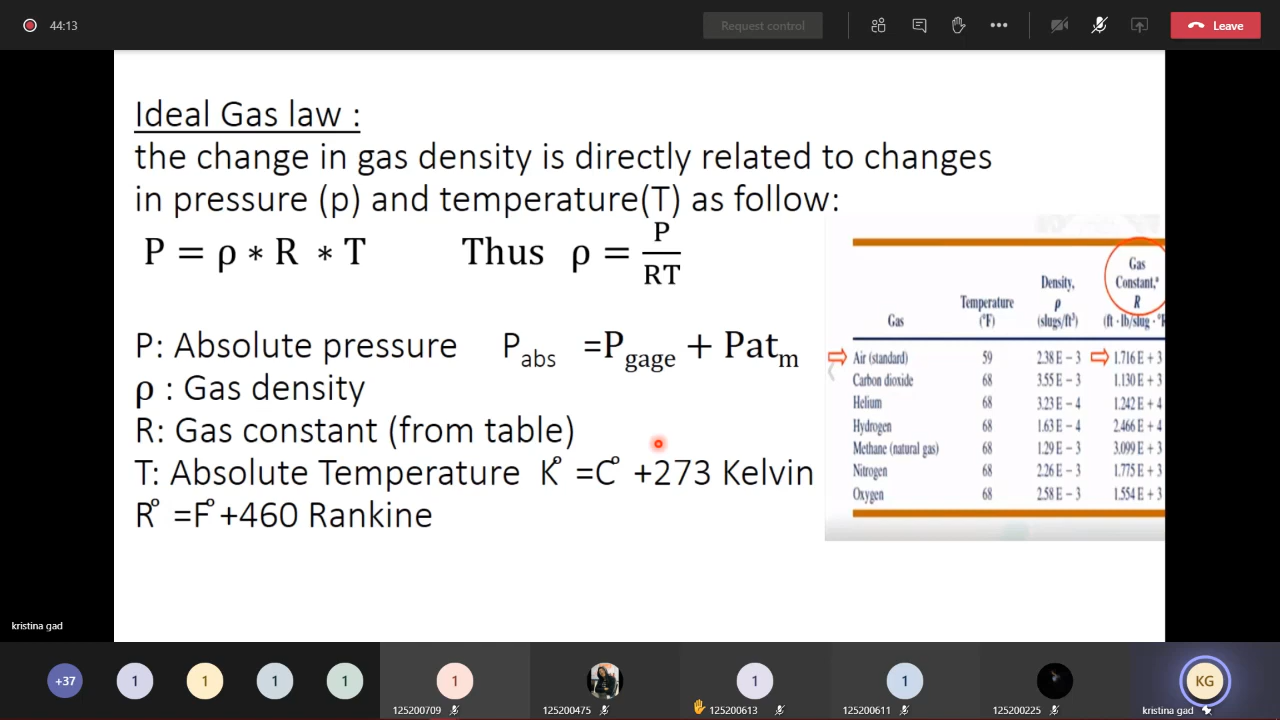 44:13
Request control
Leave
Ideal Gas law :
the change in gas density is directly related to changes
in pressure (p) and temperature(T) as follow:
P = ρ ∗ R ∗ T Thus ρ = P/RT
P: Absolute pressure P_abs =P_gage + Pat_m
ρ : Gas density
R: Gas constant (from table)
T: Absolute Temperature K° =C° +273 Kelvin
R° =F°+460 Rankine
Gas Temperature (°F) Density, ρ (slugs/ft³) Gas Constant,ᵃ R (ft · lb/slug · °R
Air (standard) 59 2.38 E – 3 1.716 E + 3
Carbon dioxide 68 3.55 E – 3 1.130 E + 3
Helium 68 3.23 E – 4 1.242 E + 4
Hydrogen 68 1.63 E – 4 2.466 E + 4
Methane (natural gas) 68 1.29 E – 3 3.099 E + 3
Nitrogen 68 2.26 E – 3 1.775 E + 3
Oxygen 68 2.58 E – 3 1.554 E + 3
kristina gad
+37 1 1 1 1 1 1 1 KG
125200709 125200475 125200613 125200611 125200225 kristina gad